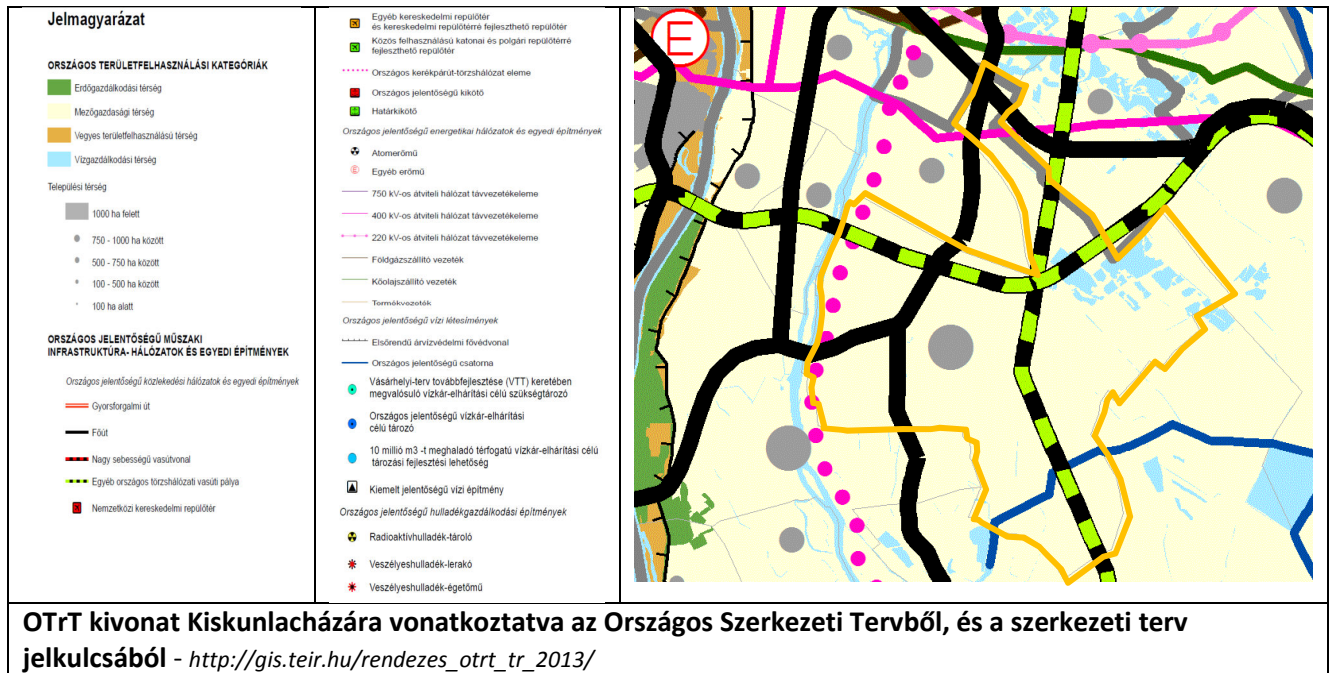 Jelmagyarázat
ORSZÁGOS TERÜLETFELHASZNÁLÁSI KATEGÓRIÁK
Erdőgazdálkodási térség
Mezőgazdasági térség
Vegyes területfelhasználású térség
Vízgazdálkodási térség
Települési térség
1000 ha felett
750 - 1000 ha között
500 - 750 ha között
100 - 500 ha között
100 ha alatt
ORSZÁGOS JELENTŐSÉGŰ MŰSZAKI
INFRASTRUKTÚRA- HÁLÓZATOK ÉS EGYEDI ÉPÍTMÉNYEK
Országos jelentőségű közlekedési hálózatok és egyedi építmények
Gyorsforgalmi út
Főút
Nagy sebességű vasútvonal
Egyéb országos törzshálózati vasúti pálya
Nemzetközi kereskedelmi repülőtér
Egyéb kereskedelmi repülőtér
és kereskedelmi repülőtérré fejleszthető repülőtér
Közös felhasználású katonai és polgári repülőtérré
fejleszthető repülőtér
Országos kerékpárút-törzshálózat eleme
Országos jelentőségű kikötő
Határkikötő
Országos jelentőségű energetikai hálózatok és egyedi építmények
Atomerőmű
E Egyéb erőmű
750 kV-os átviteli hálózat távvezetékeleme
400 kV-os átviteli hálózat távvezetékeleme
220 kV-os átviteli hálózat távvezetékeleme
Földgázszállító vezeték
Kőolajszállító vezeték
Termékvezeték
Országos jelentőségű vízi létesímények
Elsőrendű árvízvédelmi fővédvonal
Országos jelentőségű csatorna
Vásárhelyi-terv továbbfejlesztése (VTT) keretében
megvalósuló vízkár-elhárítási célú szükségtározó
Országos jelentőségű vízkár-elhárítási
célú tározó
10 millió m3 -t meghaladó térfogatú vízkár-elhárítási célú
tározási fejlesztési lehetőség
Kiemelt jelentőségű vízi építmény
Országos jelentőségű hulladékgazdálkodási építmények
Radioaktívhulladék-tároló
Veszélyeshulladék-lerakó
Veszélyeshulladék-égetőmű
E
OTrT kivonat Kiskunlacházára vonatkoztatva az Országos Szerkezeti Tervből, és a szerkezeti terv
jelkulcsából - http://gis.teir.hu/rendezes_otrt_tr_2013/